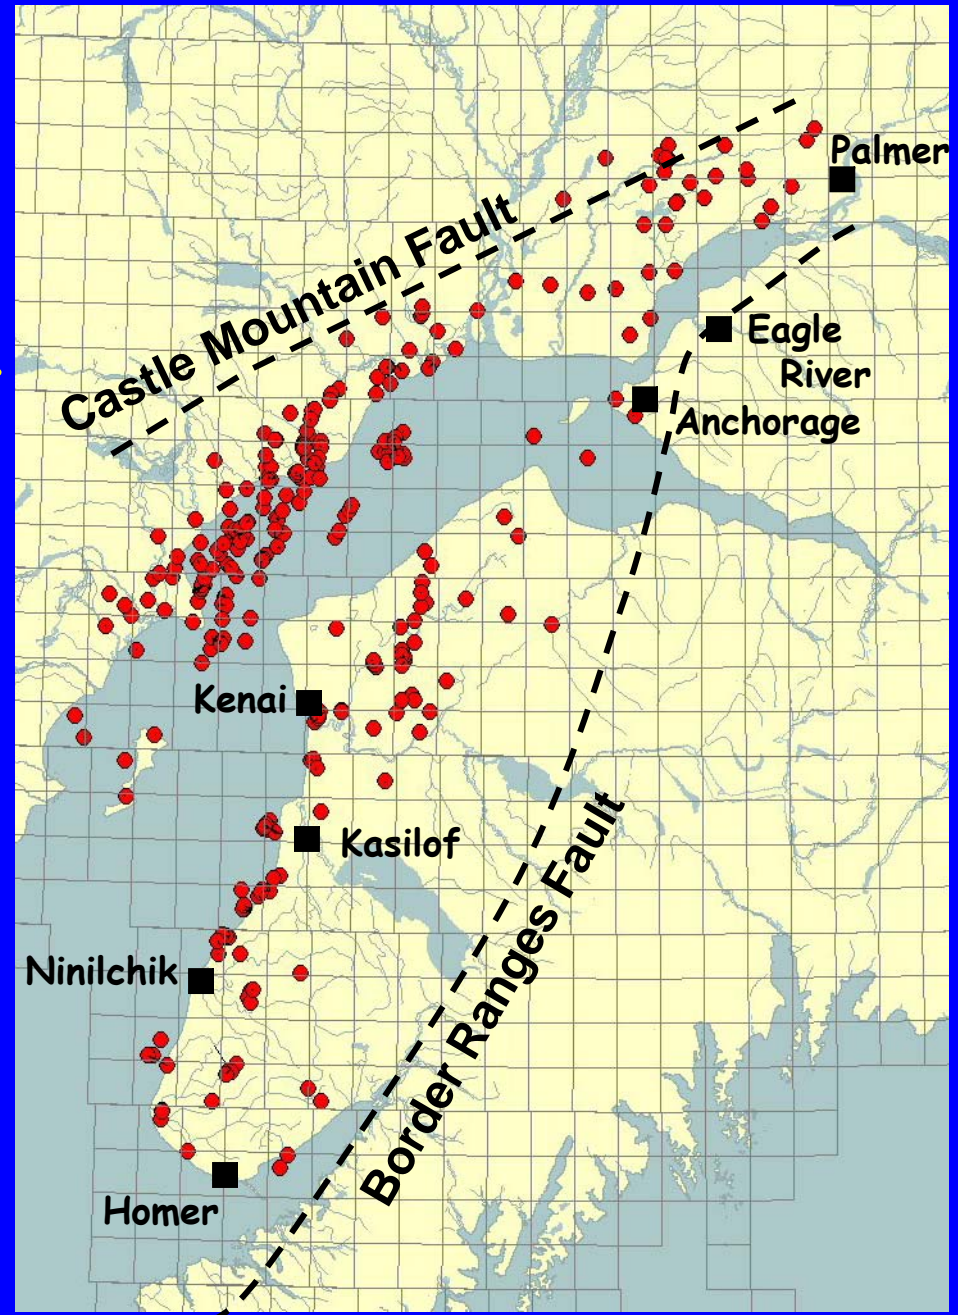 Palmer
Castle Mountain Fault
Eagle
River
Anchorage
Kenai
Kasilof
Border Ranges Fault
Ninilchik
Homer